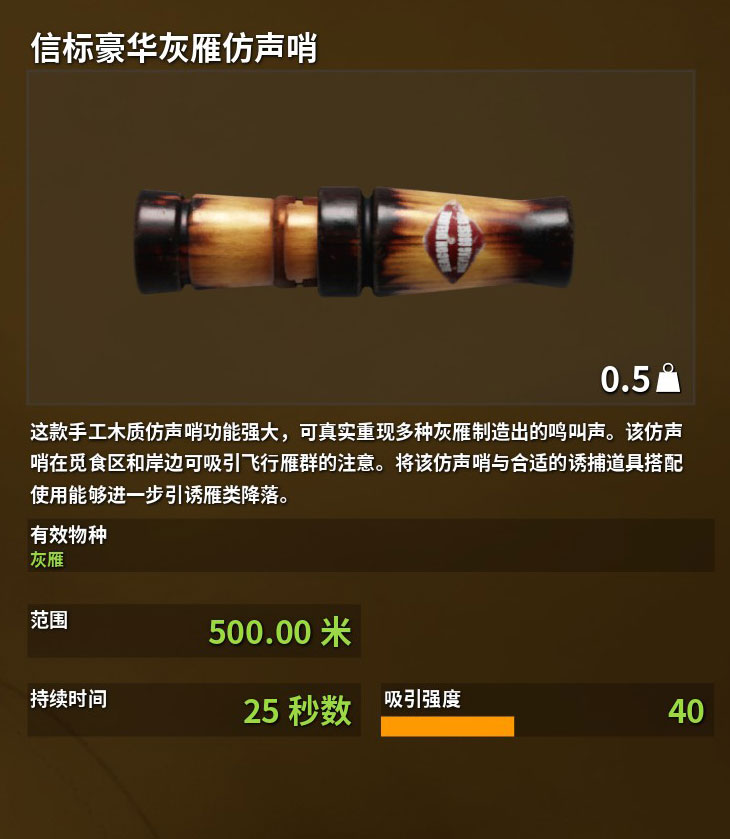 信标豪华灰雁仿声哨
0.5
这款手工木质仿声哨功能强大，可真实重现多种灰雁制造出的鸣叫声。该仿声
哨在觅食区和岸边可吸引飞行雁群的注意。将该仿声哨与合适的诱捕道具搭配
使用能够进一步引诱雁类降落。
有效物种
灰雁
范围
500.00 米
持续时间
25 秒数
吸引强度
40